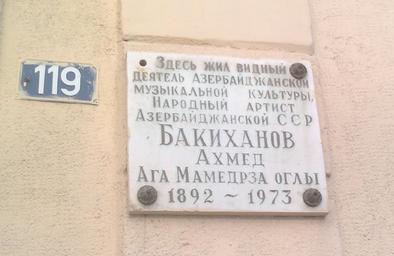 119
Здесь жил видный
деятель Азербайджанской
музыкальной культуры,
Народный артист
Азербайджанской ССР
Бакиханов
Ахмед
Ага Мамедрза оглы
1892 ~ 1973